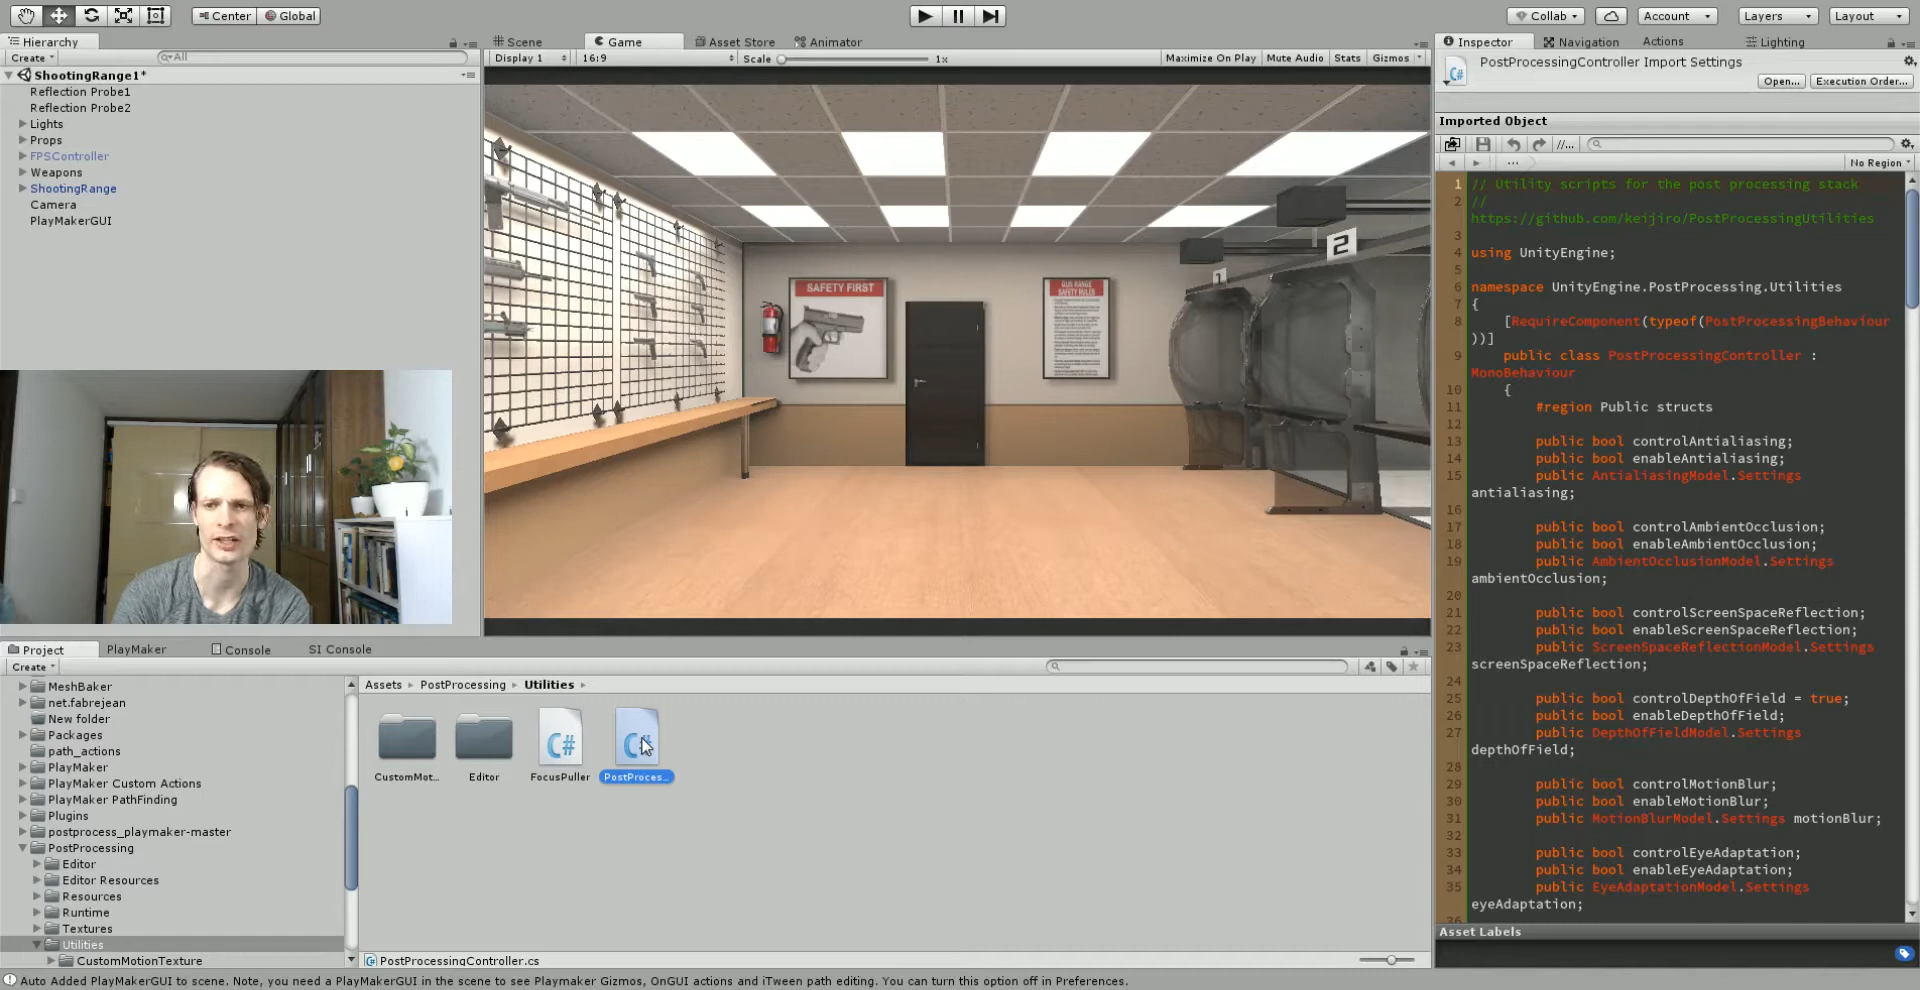 Center
Global
Collab
Account
Layers
Layout
Hierarchy
Create
All
ShootingRange1*
Reflection Probe1
Reflection Probe2
Lights
Props
FPSController
Weapons
ShootingRange
Camera
PlayMakerGUI
Scene
Game
Asset Store
Animator
Display 1
16:9
Scale
1x
Maximize On Play
Mute Audio
Stats
Gizmos
SAFETY FIRST
GUN RANGE
SAFETY RULES
1
2
Inspector
Navigation
Actions
Lighting
PostProcessingController Import Settings
Open...
Execution Order...
Imported Object
//...
...
No Region
1 // Utility scripts for the post processing stack
2 //
https://github.com/keijiro/PostProcessingUtilities
3
4 using UnityEngine;
5
6 namespace UnityEngine.PostProcessing.Utilities
7 {
8 [RequireComponent(typeof(PostProcessingBehaviour
))]
9 public class PostProcessingController :
MonoBehaviour
10 {
11 #region Public structs
12
13 public bool controlAntialiasing;
14 public bool enableAntialiasing;
15 public AntialiasingModel.Settings
antialiasing;
16
17 public bool controlAmbientOcclusion;
18 public bool enableAmbientOcclusion;
19 public AmbientOcclusionModel.Settings
ambientOcclusion;
20
21 public bool controlScreenSpaceReflection;
22 public bool enableScreenSpaceReflection;
23 public ScreenSpaceReflectionModel.Settings
screenSpaceReflection;
24
25 public bool controlDepthOfField = true;
26 public bool enableDepthOfField;
27 public DepthOfFieldModel.Settings
depthOfField;
28
29 public bool controlMotionBlur;
30 public bool enableMotionBlur;
31 public MotionBlurModel.Settings motionBlur;
32
33 public bool controlEyeAdaptation;
34 public bool enableEyeAdaptation;
35 public EyeAdaptationModel.Settings
eyeAdaptation;
36
Asset Labels
Project
PlayMaker
Console
SI Console
Create
MeshBaker
net.fabrejean
New folder
Packages
path_actions
PlayMaker
PlayMaker Custom Actions
PlayMaker PathFinding
Plugins
postprocess_playmaker-master
PostProcessing
Editor
Editor Resources
Resources
Runtime
Textures
Utilities
CustomMotionTexture
Assets
PostProcessing
Utilities
CustomMot...
Editor
FocusPuller
PostProces...
C#
C#
PostProcessingController.cs
Auto Added PlayMakerGUI to scene. Note, you need a PlayMakerGUI in the scene to see Playmaker Gizmos, OnGUI actions and iTween path editing. You can turn this option off in Preferences.